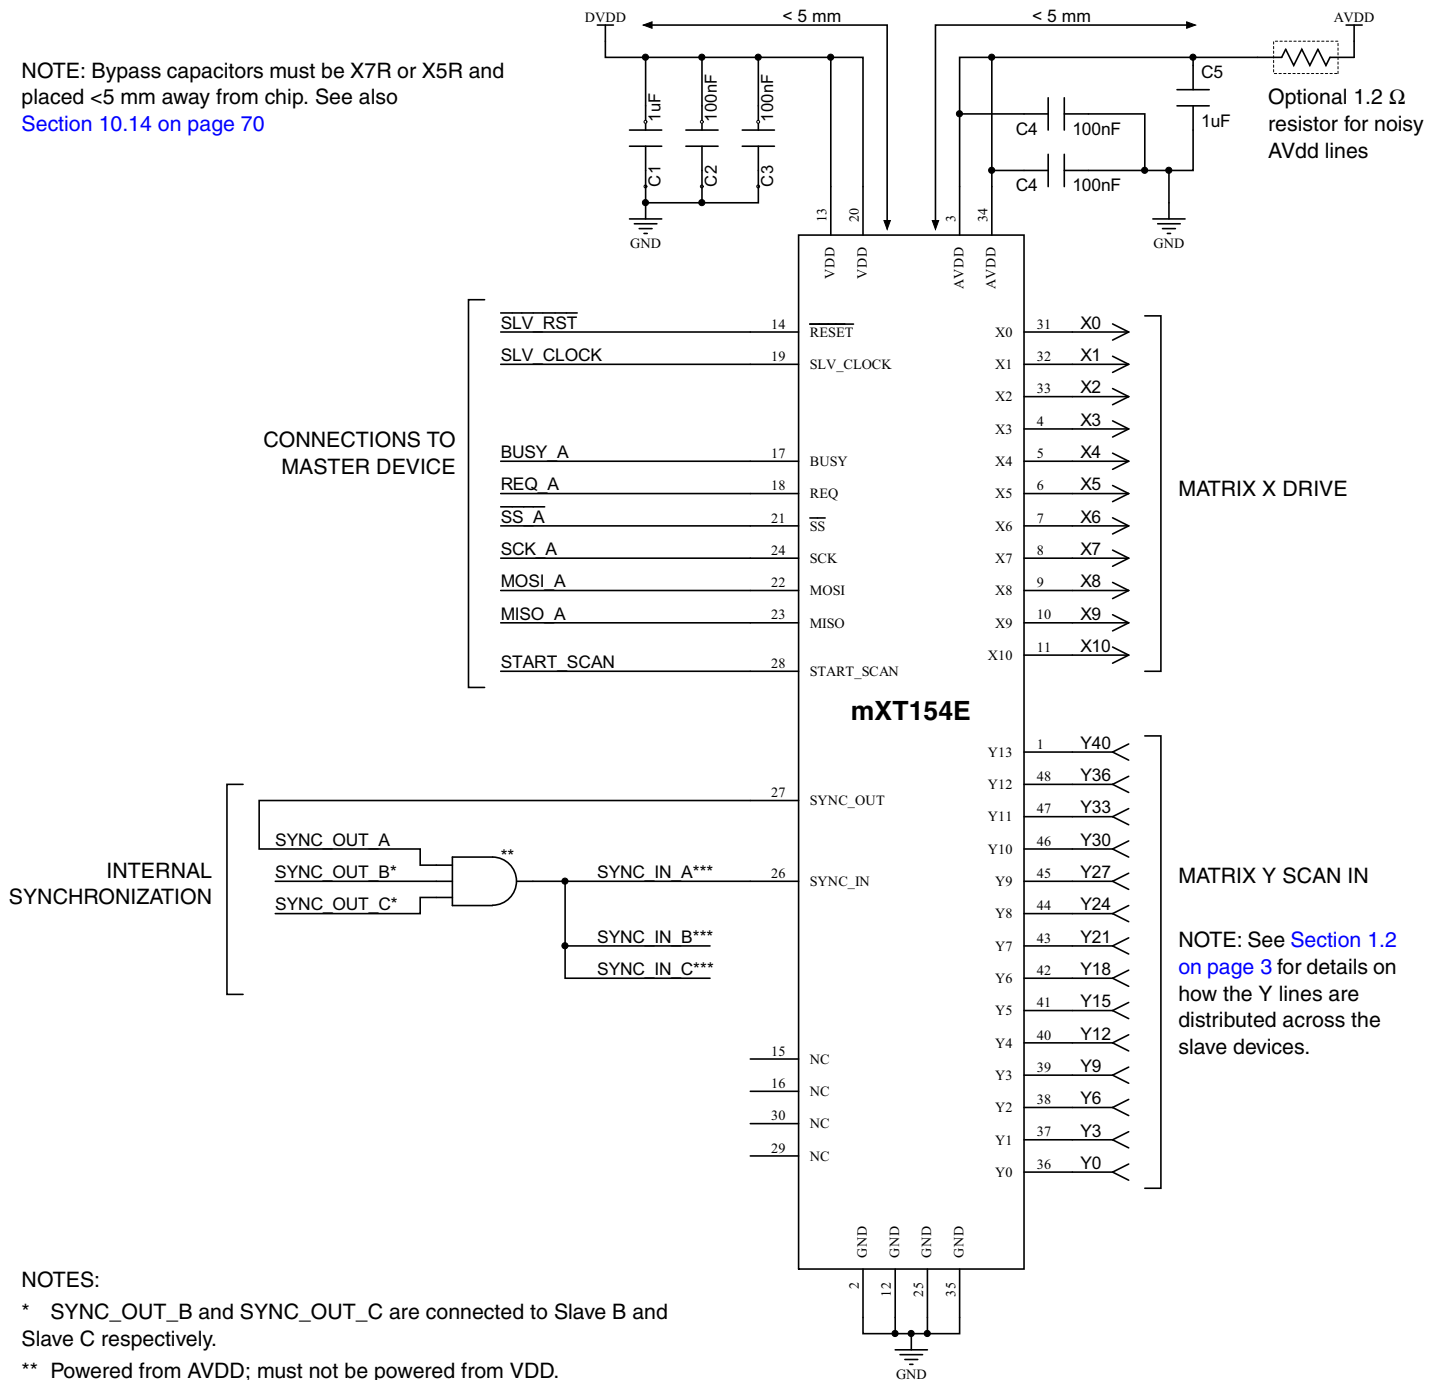 DVDD
< 5 mm
< 5 mm
AVDD
NOTE: Bypass capacitors must be X7R or X5R and
placed <5 mm away from chip. See also
Section 10.14 on page 70
1uF
100nF
100nF
C1
C2
C3
GND
C4
100nF
C4
100nF
C5
1uF
GND
Optional 1.2 Ω
resistor for noisy
AVdd lines
13
20
3
34
VDD
VDD
AVDD
AVDD
CONNECTIONS TO
MASTER DEVICE
SLV_RST 14 RESET
SLV_CLOCK 19 SLV_CLOCK
BUSY_A 17 BUSY
REQ_A 18 REQ
SS_A 21 SS
SCK_A 24 SCK
MOSI_A 22 MOSI
MISO_A 23 MISO
START_SCAN 28 START_SCAN
X0 31 X0
X1 32 X1
X2 33 X2
X3 4 X3
X4 5 X4
X5 6 X5
X6 7 X6
X7 8 X7
X8 9 X8
X9 10 X9
X10 11 X10
MATRIX X DRIVE
mXT154E
INTERNAL
SYNCHRONIZATION
27 SYNC_OUT
SYNC_OUT_A
SYNC_OUT_B*
SYNC_OUT_C*
**
SYNC_IN_A*** 26 SYNC_IN
SYNC_IN_B***
SYNC_IN_C***
15 NC
16 NC
30 NC
29 NC
Y13 1 Y40
Y12 48 Y36
Y11 47 Y33
Y10 46 Y30
Y9 45 Y27
Y8 44 Y24
Y7 43 Y21
Y6 42 Y18
Y5 41 Y15
Y4 40 Y12
Y3 39 Y9
Y2 38 Y6
Y1 37 Y3
Y0 36 Y0
MATRIX Y SCAN IN
NOTE: See Section 1.2
on page 3 for details on
how the Y lines are
distributed across the
slave devices.
GND
GND
GND
GND
2
12
25
35
GND
NOTES:
* SYNC_OUT_B and SYNC_OUT_C are connected to Slave B and
Slave C respectively.
** Powered from AVDD; must not be powered from VDD.